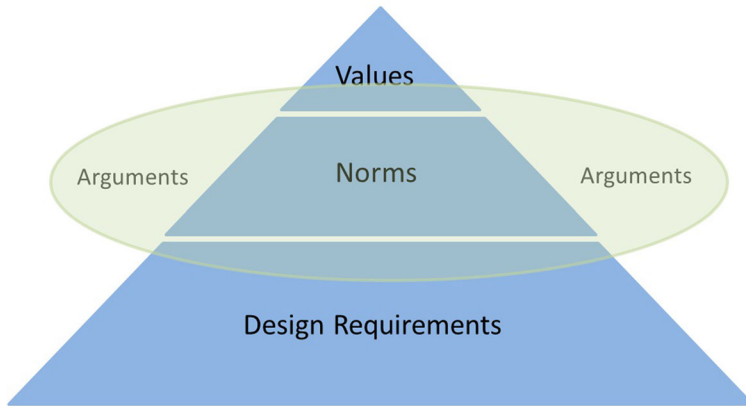 Values
Arguments
Norms
Arguments
Design Requirements